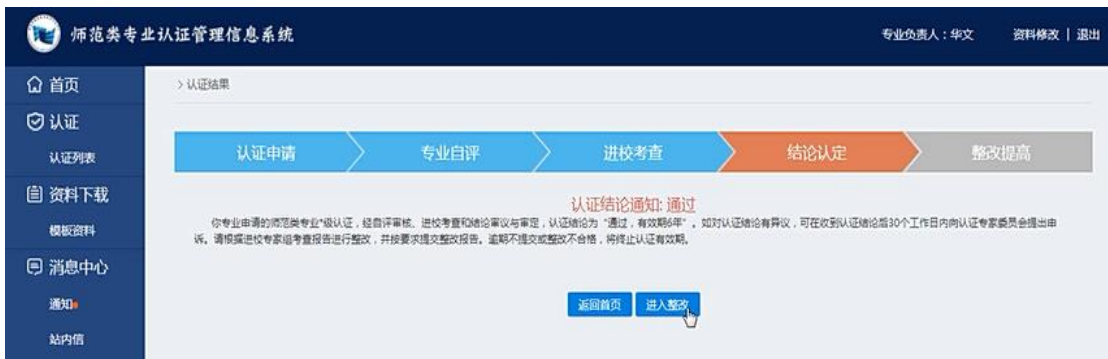 师范类专业认证管理信息系统
专业负责人：华文 资料修改 | 退出
首页
> 认证结果
认证
认证列表
认证申请 专业自评 进校考查 结论认定 整改提高
资料下载
认证结论通知: 通过
模板资料
你专业申请的师范类专业*级认证，经自评审核、进校考查和结论审议与审定，认证结论为“通过，有效期6年”。如对认证结论有异议，可在收到认证结论后30个工作日内向认证专家委员会提出申
诉。请根据进校专家组考查报告进行整改，并按要求提交整改报告。逾期不提交或整改不合格，将终止认证有效期。
消息中心
通知
返回首页 进入整改
站内信